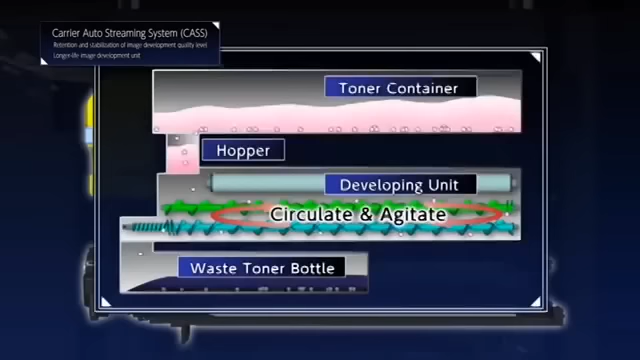 Carrier Auto Streaming System (CASS)
Retention and stabilization of image development quality level
Longer-life image development unit
Toner Container
Hopper
Developing Unit
Circulate & Agitate
Waste Toner Bottle